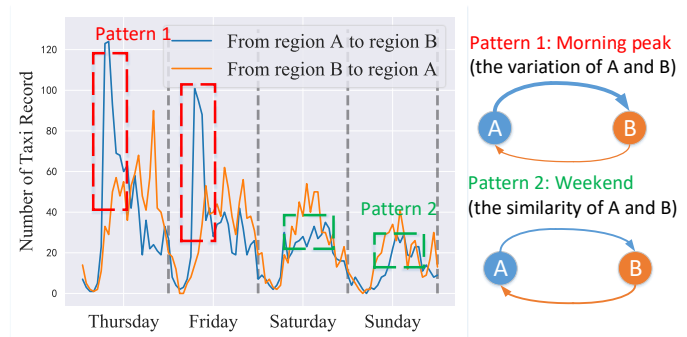 Pattern 1
From region A to region B
From region B to region A
Number of Taxi Record
120
100
80
60
40
20
0
Pattern 2
Thursday
Friday
Saturday
Sunday
Pattern 1: Morning peak
(the variation of A and B)
A
B
Pattern 2: Weekend
(the similarity of A and B)
A
B